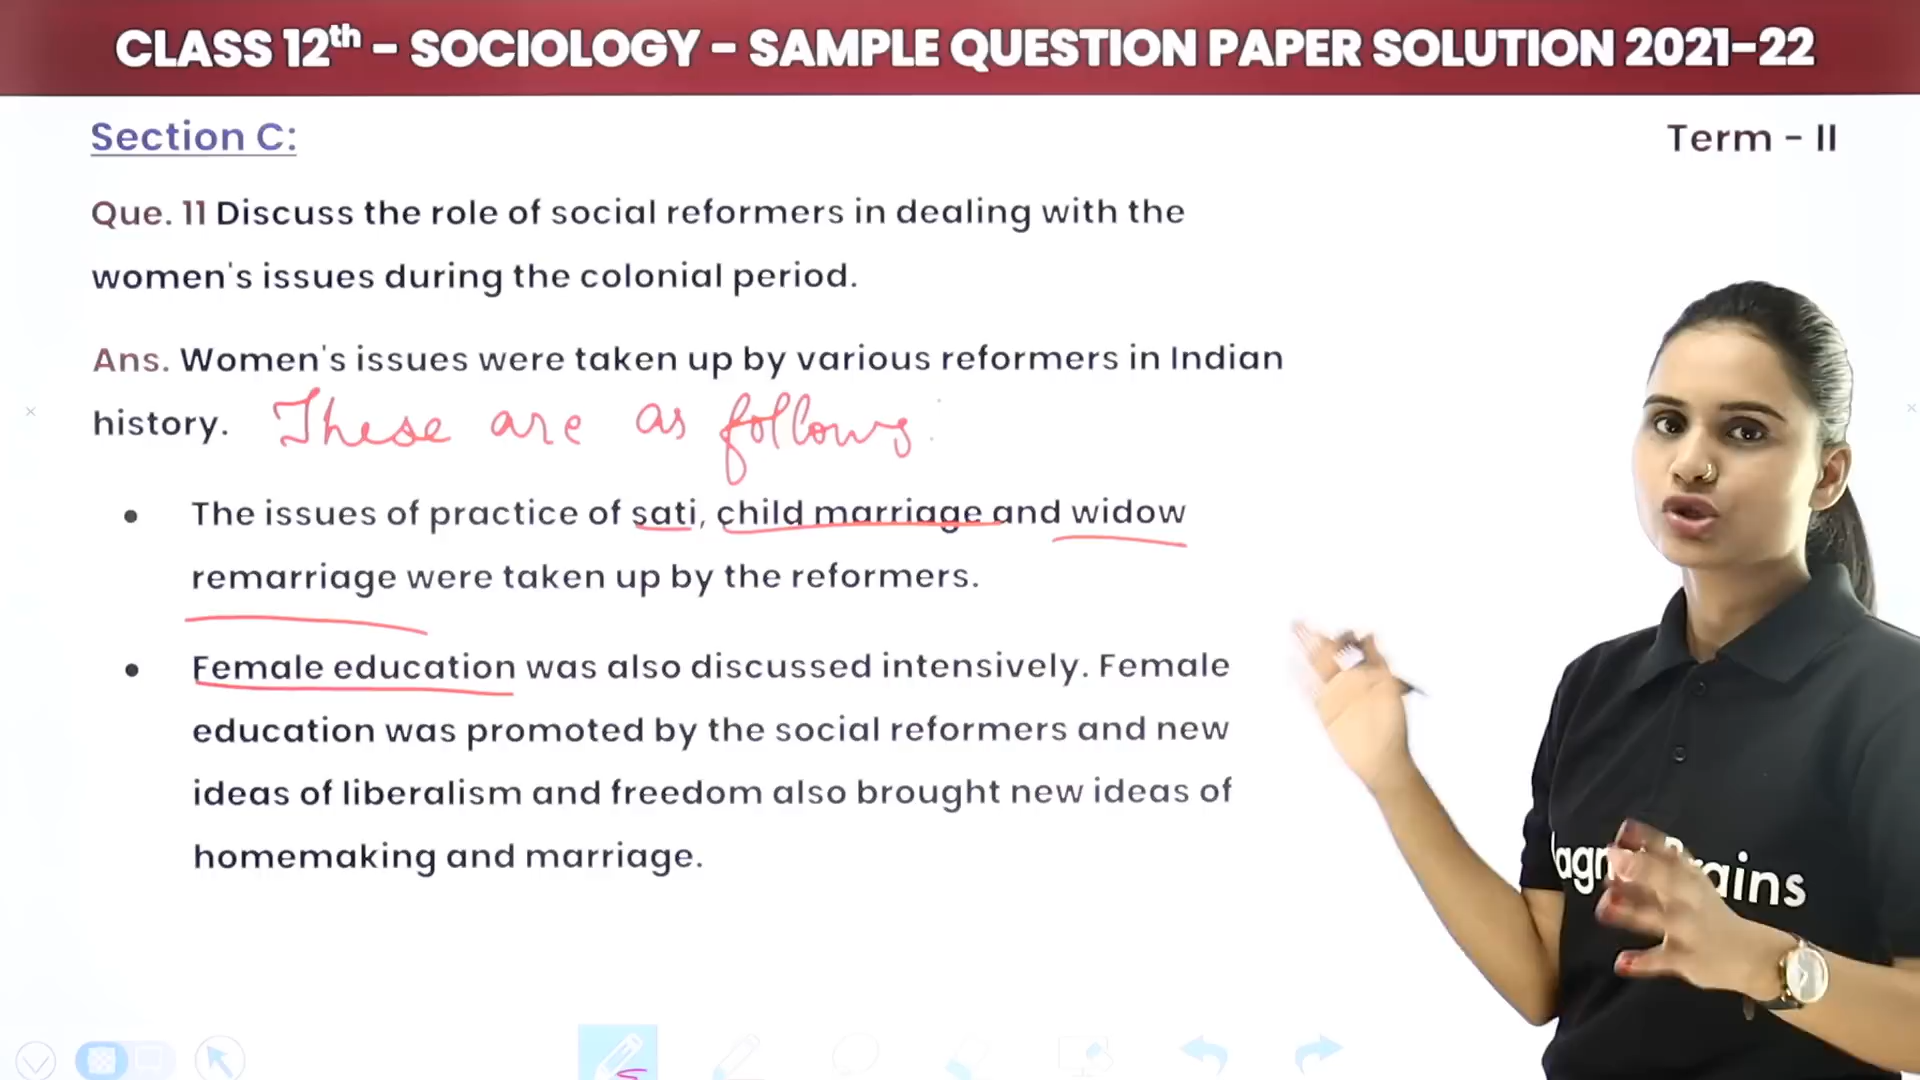 CLASS 12th - SOCIOLOGY - SAMPLE QUESTION PAPER SOLUTION 2021-22
Section C:
Term - II
Que. 11 Discuss the role of social reformers in dealing with the
women's issues during the colonial period.
Ans. Women's issues were taken up by various reformers in Indian
history. These are as follows:
• The issues of practice of sati, child marriage and widow
remarriage were taken up by the reformers.
• Female education was also discussed intensively. Female
education was promoted by the social reformers and new
ideas of liberalism and freedom also brought new ideas of
homemaking and marriage.